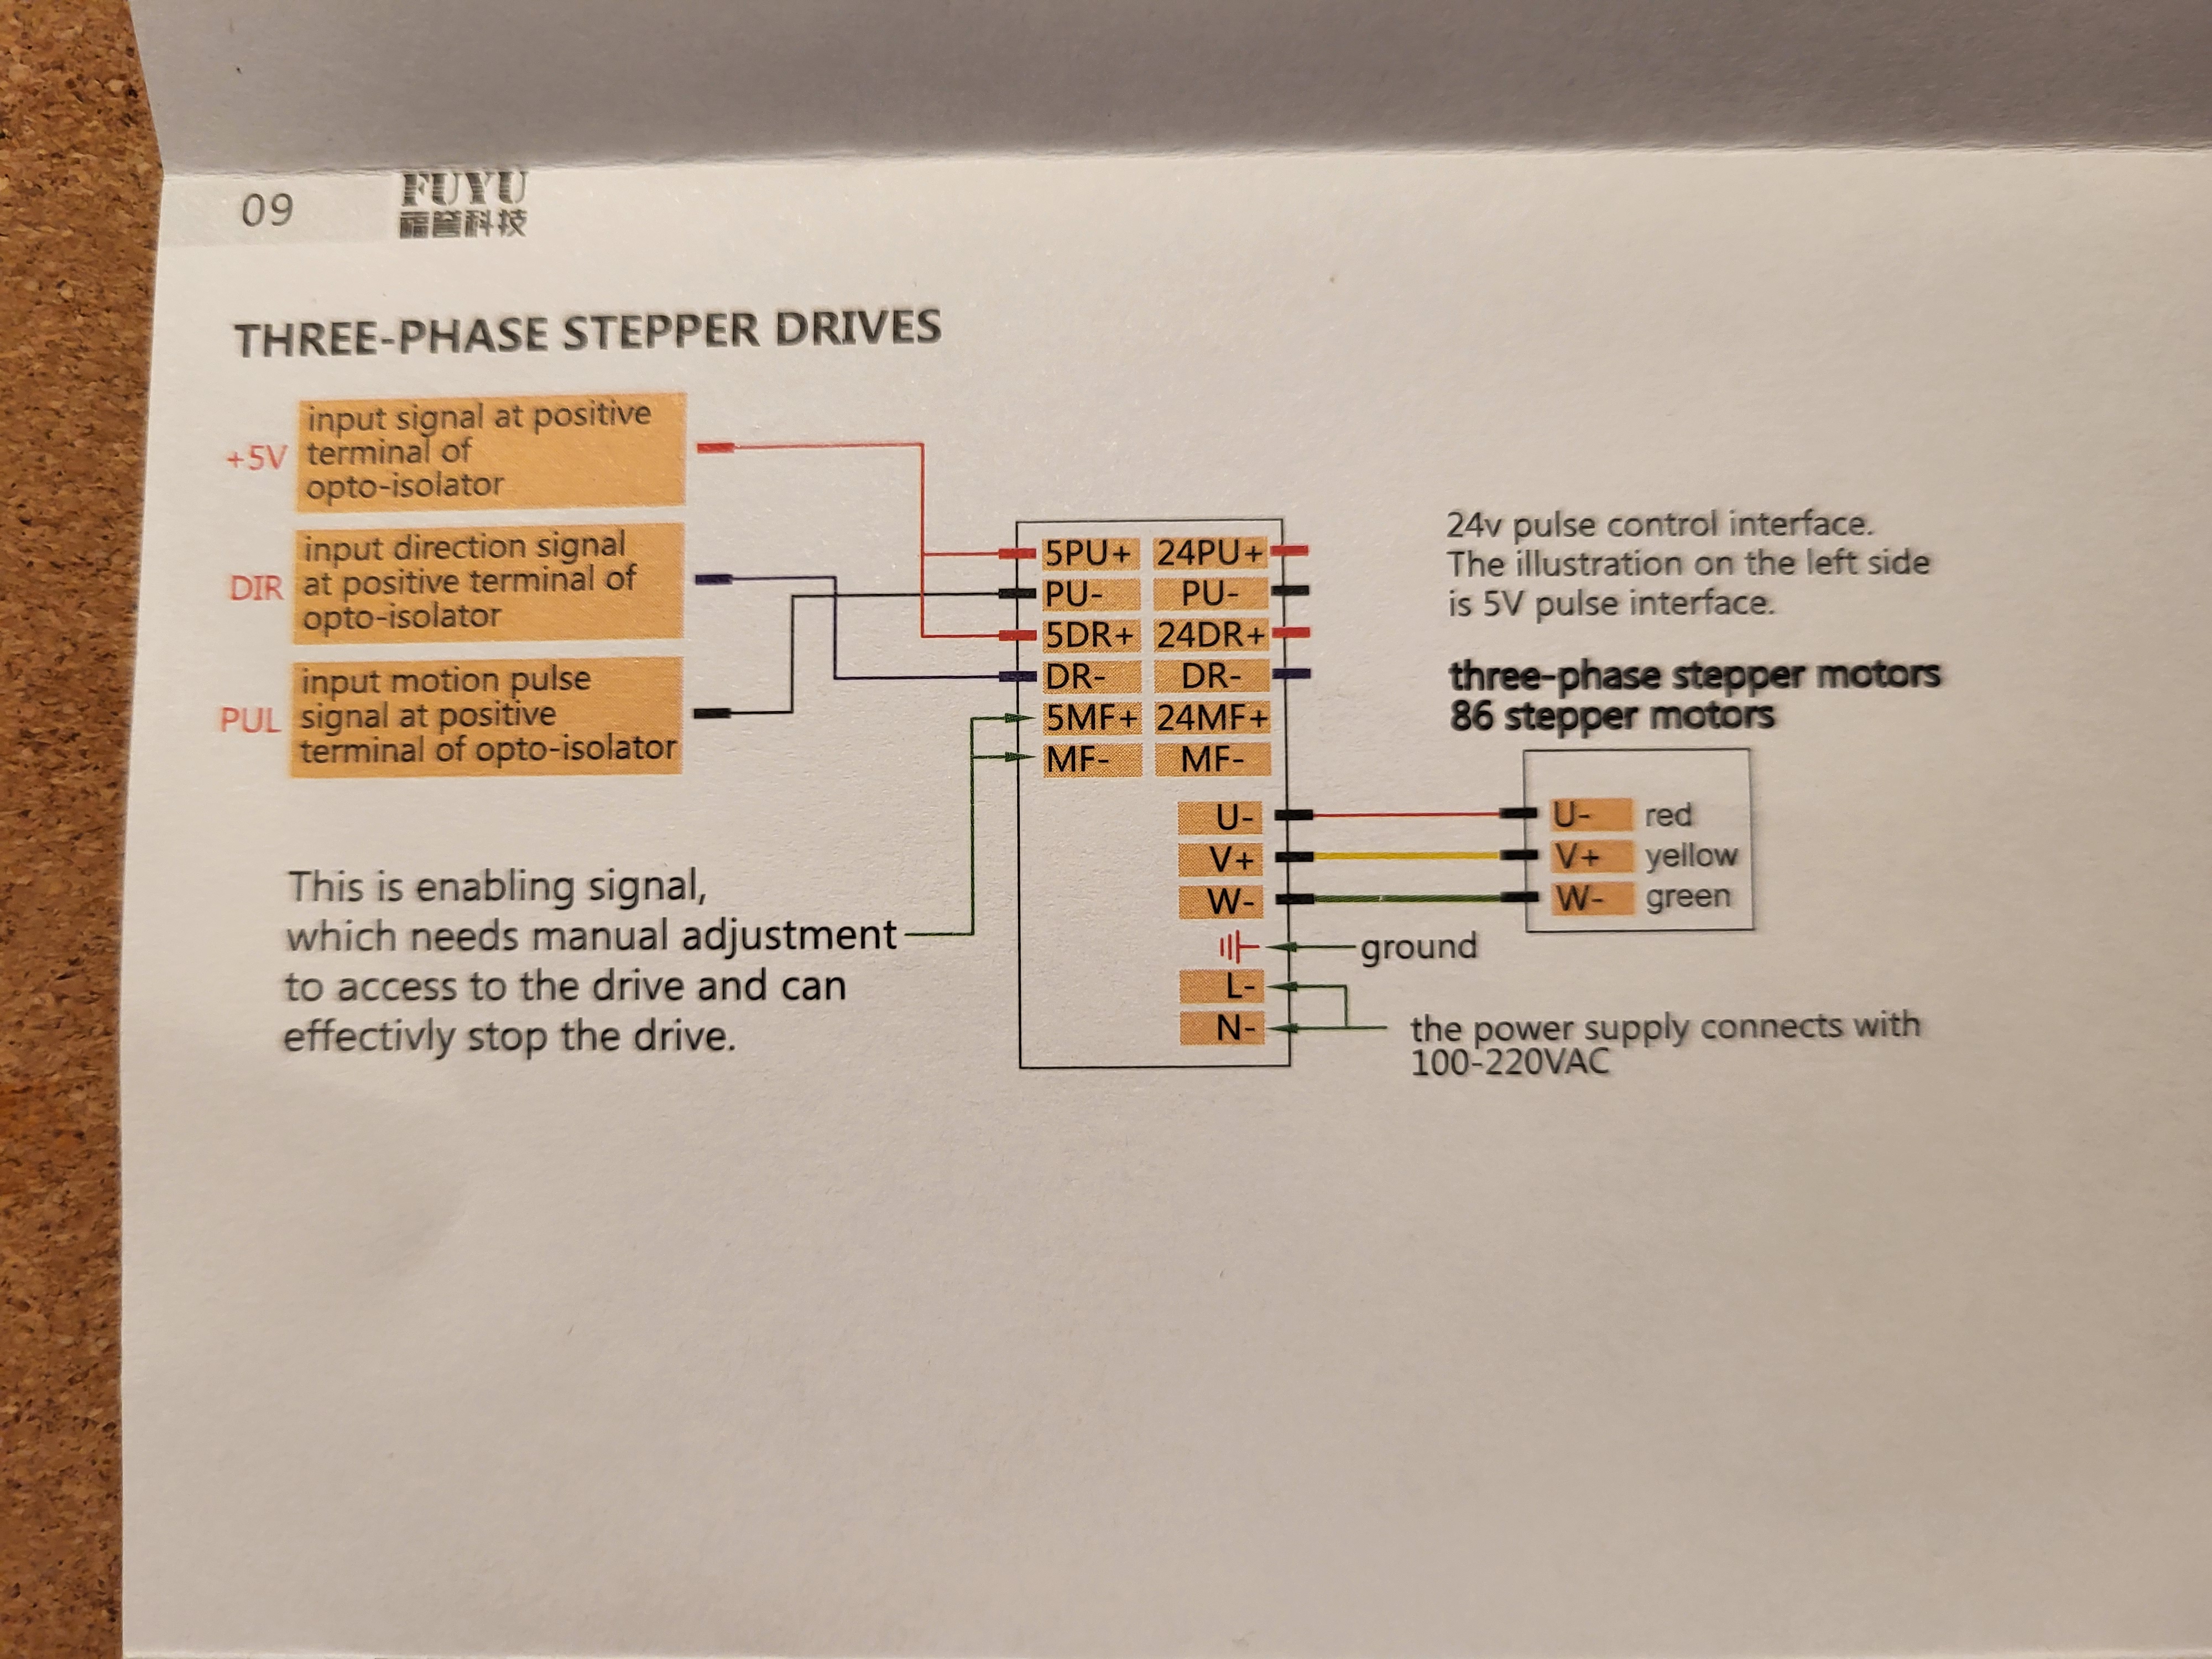 09
FUYU
福誉科技
THREE-PHASE STEPPER DRIVES
+5V
input signal at positive
terminal of
opto-isolator
DIR
input direction signal
at positive terminal of
opto-isolator
PUL
input motion pulse
signal at positive
terminal of opto-isolator
This is enabling signal,
which needs manual adjustment
to access to the drive and can
effectivly stop the drive.
5PU+ 24PU+
PU- PU-
5DR+ 24DR+
DR- DR-
5MF+ 24MF+
MF- MF-
U-
V+
W-
L-
N-
24v pulse control interface.
The illustration on the left side
is 5V pulse interface.
three-phase stepper motors
86 stepper motors
U- red
V+ yellow
W- green
ground
the power supply connects with
100-220VAC